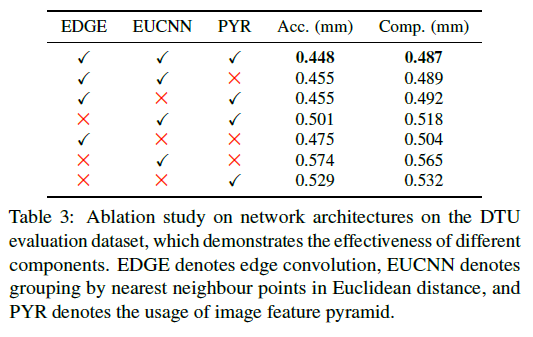 EDGE EUCNN PYR Acc. (mm) Comp. (mm)
✓ ✓ ✓ 0.448 0.487
✓ ✓ ✗ 0.455 0.489
✓ ✗ ✓ 0.455 0.492
✗ ✓ ✓ 0.501 0.518
✓ ✗ ✗ 0.475 0.504
✗ ✓ ✗ 0.574 0.565
✗ ✗ ✓ 0.529 0.532
Table 3: Ablation study on network architectures on the DTU
evaluation dataset, which demonstrates the effectiveness of different
components. EDGE denotes edge convolution, EUCNN denotes
grouping by nearest neighbour points in Euclidean distance, and
PYR denotes the usage of image feature pyramid.